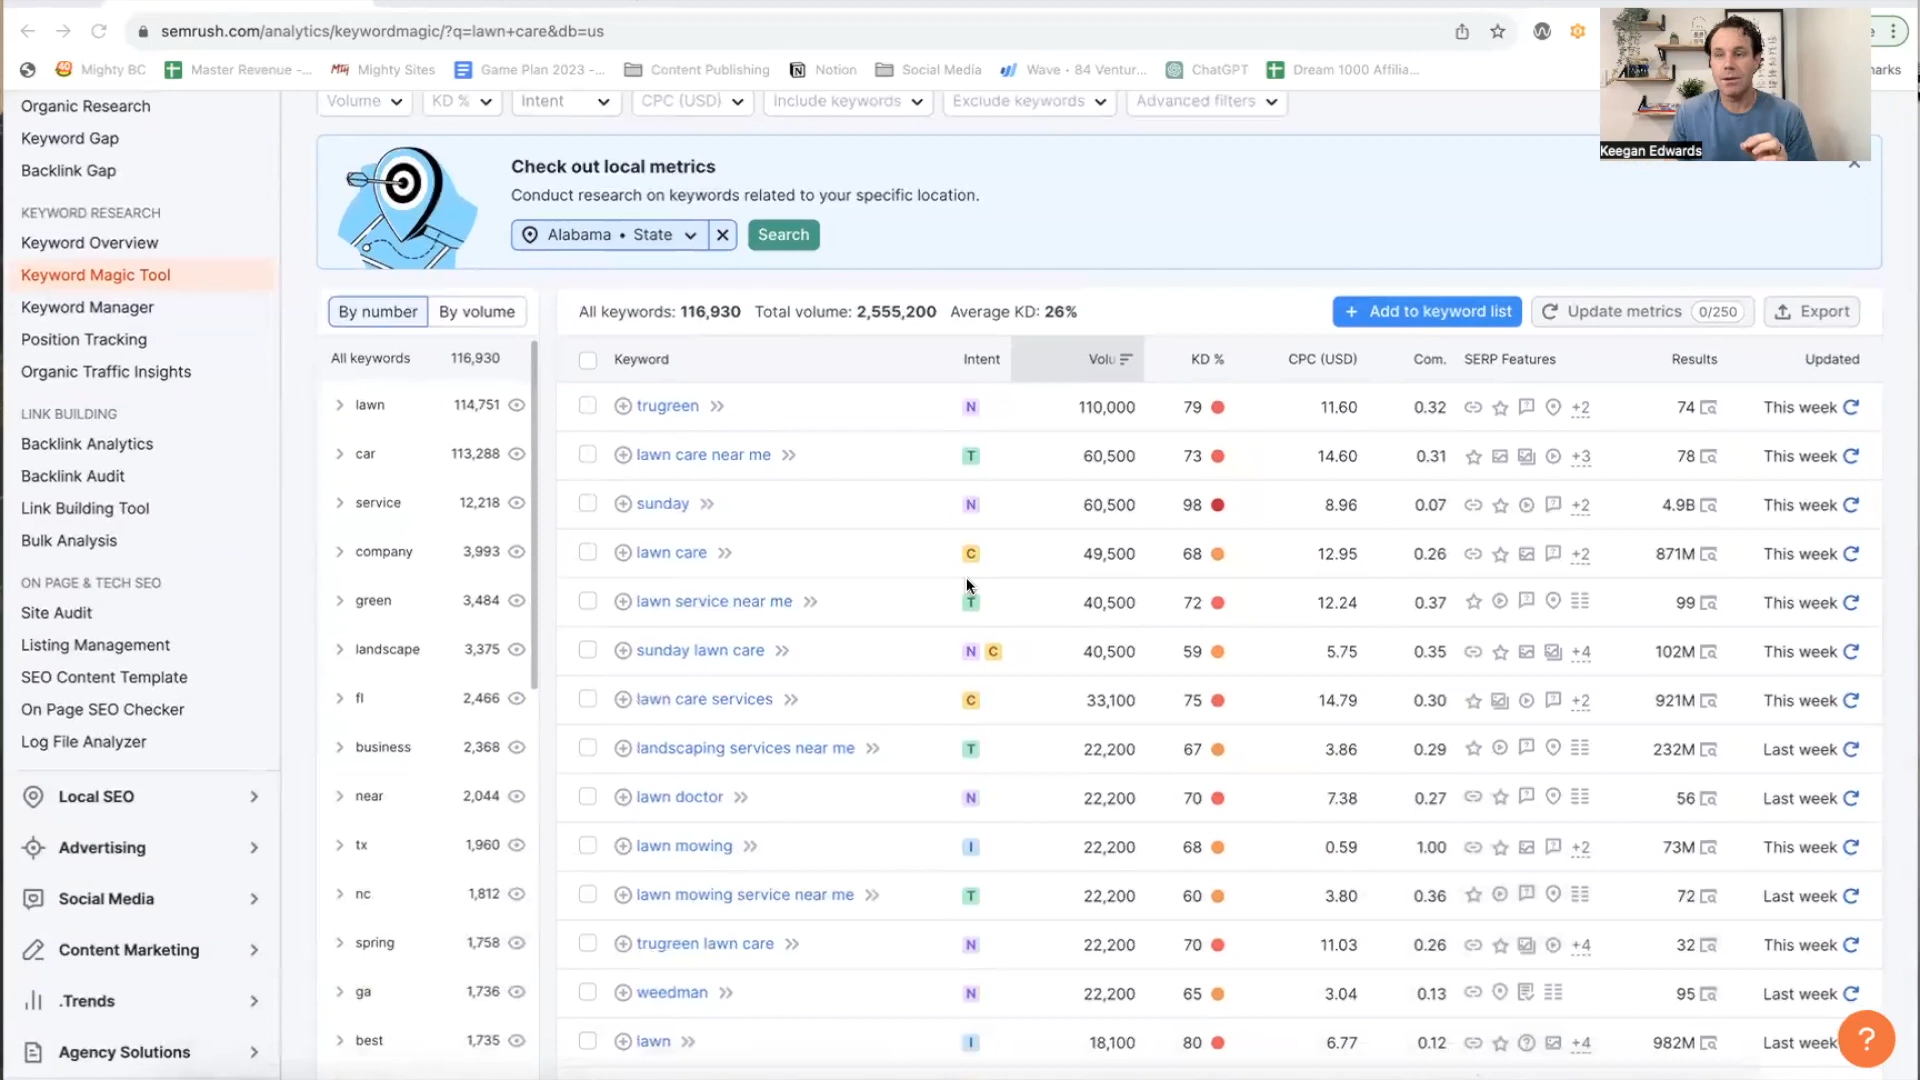 semrush.com/analytics/keywordmagic/?q=lawn+care&db=us
Mighty BC Master Revenue -... Mty Mighty Sites Game Plan 2023 -... Content Publishing Notion Social Media Wave • 84 Ventur... ChatGPT Dream 1000 Affilia...
Keegan Edwards
Organic Research
Keyword Gap
Backlink Gap
KEYWORD RESEARCH
Keyword Overview
Keyword Magic Tool
Keyword Manager
Position Tracking
Organic Traffic Insights
LINK BUILDING
Backlink Analytics
Backlink Audit
Link Building Tool
Bulk Analysis
ON PAGE & TECH SEO
Site Audit
Listing Management
SEO Content Template
On Page SEO Checker
Log File Analyzer
Local SEO
Advertising
Social Media
Content Marketing
.Trends
Agency Solutions
Volume KD % Intent CPC (USD) Include keywords Exclude keywords Advanced filters
Check out local metrics
Conduct research on keywords related to your specific location.
Alabama • State Search
By number By volume
All keywords 116,930
lawn 114,751
car 113,288
service 12,218
company 3,993
green 3,484
landscape 3,375
fl 2,466
business 2,368
near 2,044
tx 1,960
nc 1,812
spring 1,758
ga 1,736
best 1,735
All keywords: 116,930 Total volume: 2,555,200 Average KD: 26%
+ Add to keyword list Update metrics 0/250 Export
Keyword Intent Volu KD % CPC (USD) Com. SERP Features Results Updated
trugreen N 110,000 79 11.60 0.32 +2 74 This week
lawn care near me T 60,500 73 14.60 0.31 +3 78 This week
sunday N 60,500 98 8.96 0.07 +2 4.9B This week
lawn care C 49,500 68 12.95 0.26 +2 871M This week
lawn service near me T 40,500 72 12.24 0.37 99 This week
sunday lawn care N C 40,500 59 5.75 0.35 +4 102M This week
lawn care services C 33,100 75 14.79 0.30 +2 921M This week
landscaping services near me T 22,200 67 3.86 0.29 232M Last week
lawn doctor N 22,200 70 7.38 0.27 56 Last week
lawn mowing I 22,200 68 0.59 1.00 +2 73M This week
lawn mowing service near me T 22,200 60 3.80 0.36 72 Last week
trugreen lawn care N 22,200 70 11.03 0.26 +4 32 This week
weedman N 22,200 65 3.04 0.13 95 Last week
lawn I 18,100 80 6.77 0.12 +4 982M Last week
?